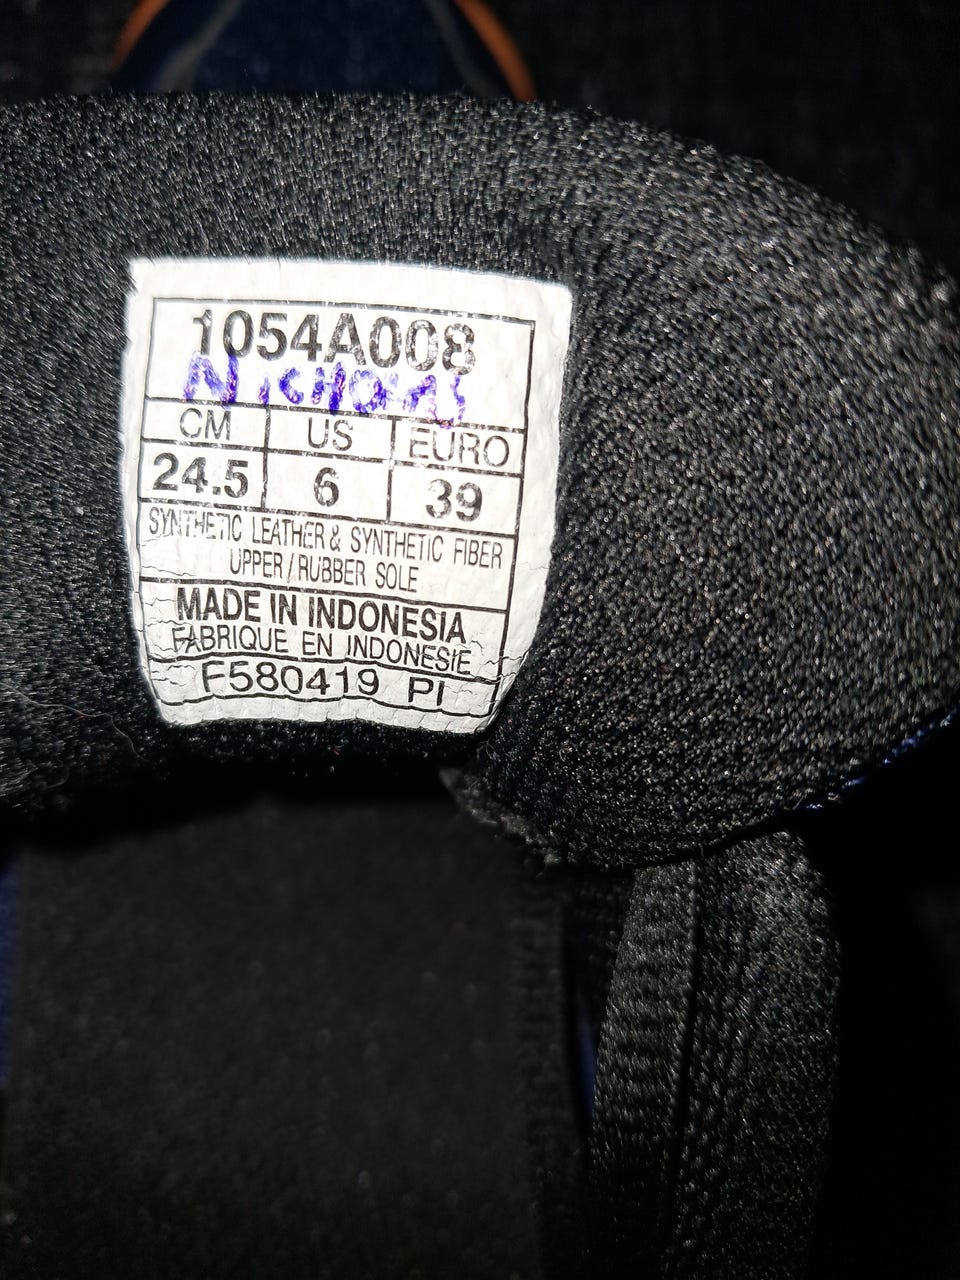 1054A008
NICHOLAS
CM US EURO
24.5 6 39
SYNTHETIC LEATHER & SYNTHETIC FIBER
UPPER / RUBBER SOLE
MADE IN INDONESIA
FABRIQUE EN INDONESIE
F580419 PI